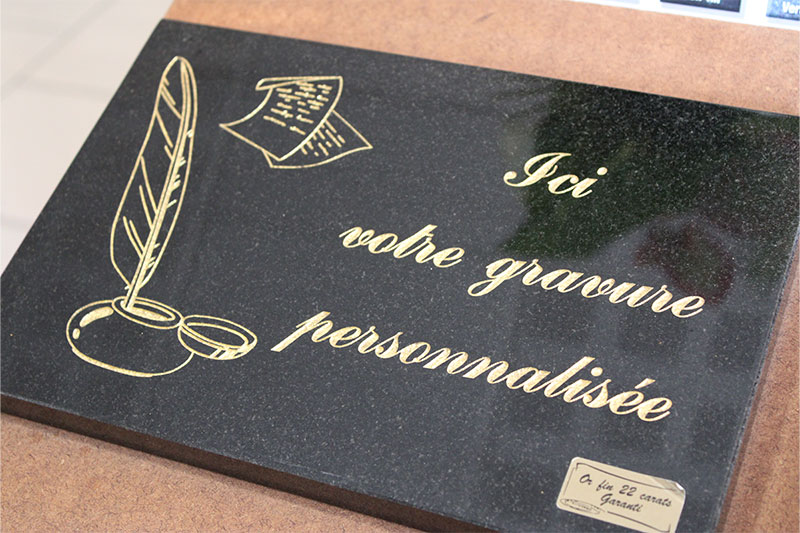 Ici
votre gravure
personnalisée
Or fin 22 carats
Garanti